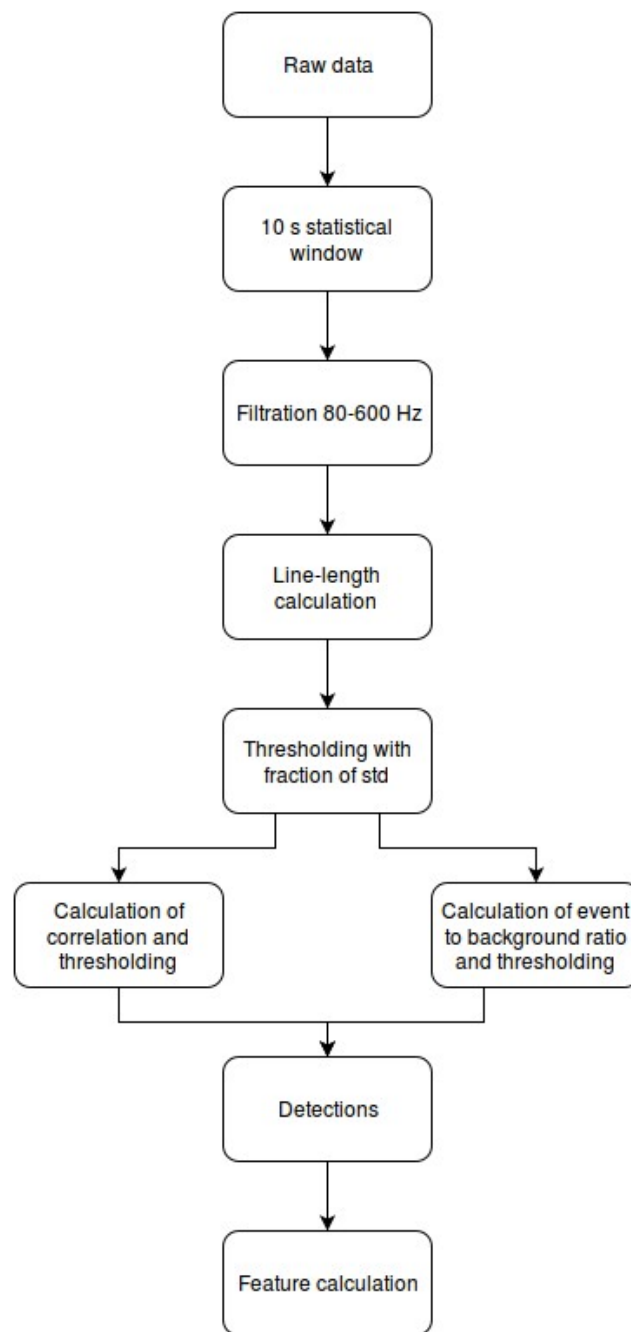 Raw data
10 s statistical
window
Filtration 80-600 Hz
Line-length
calculation
Thresholding with
fraction of std
Calculation of
correlation and
thresholding
Calculation of event
to background ratio
and thresholding
Detections
Feature calculation